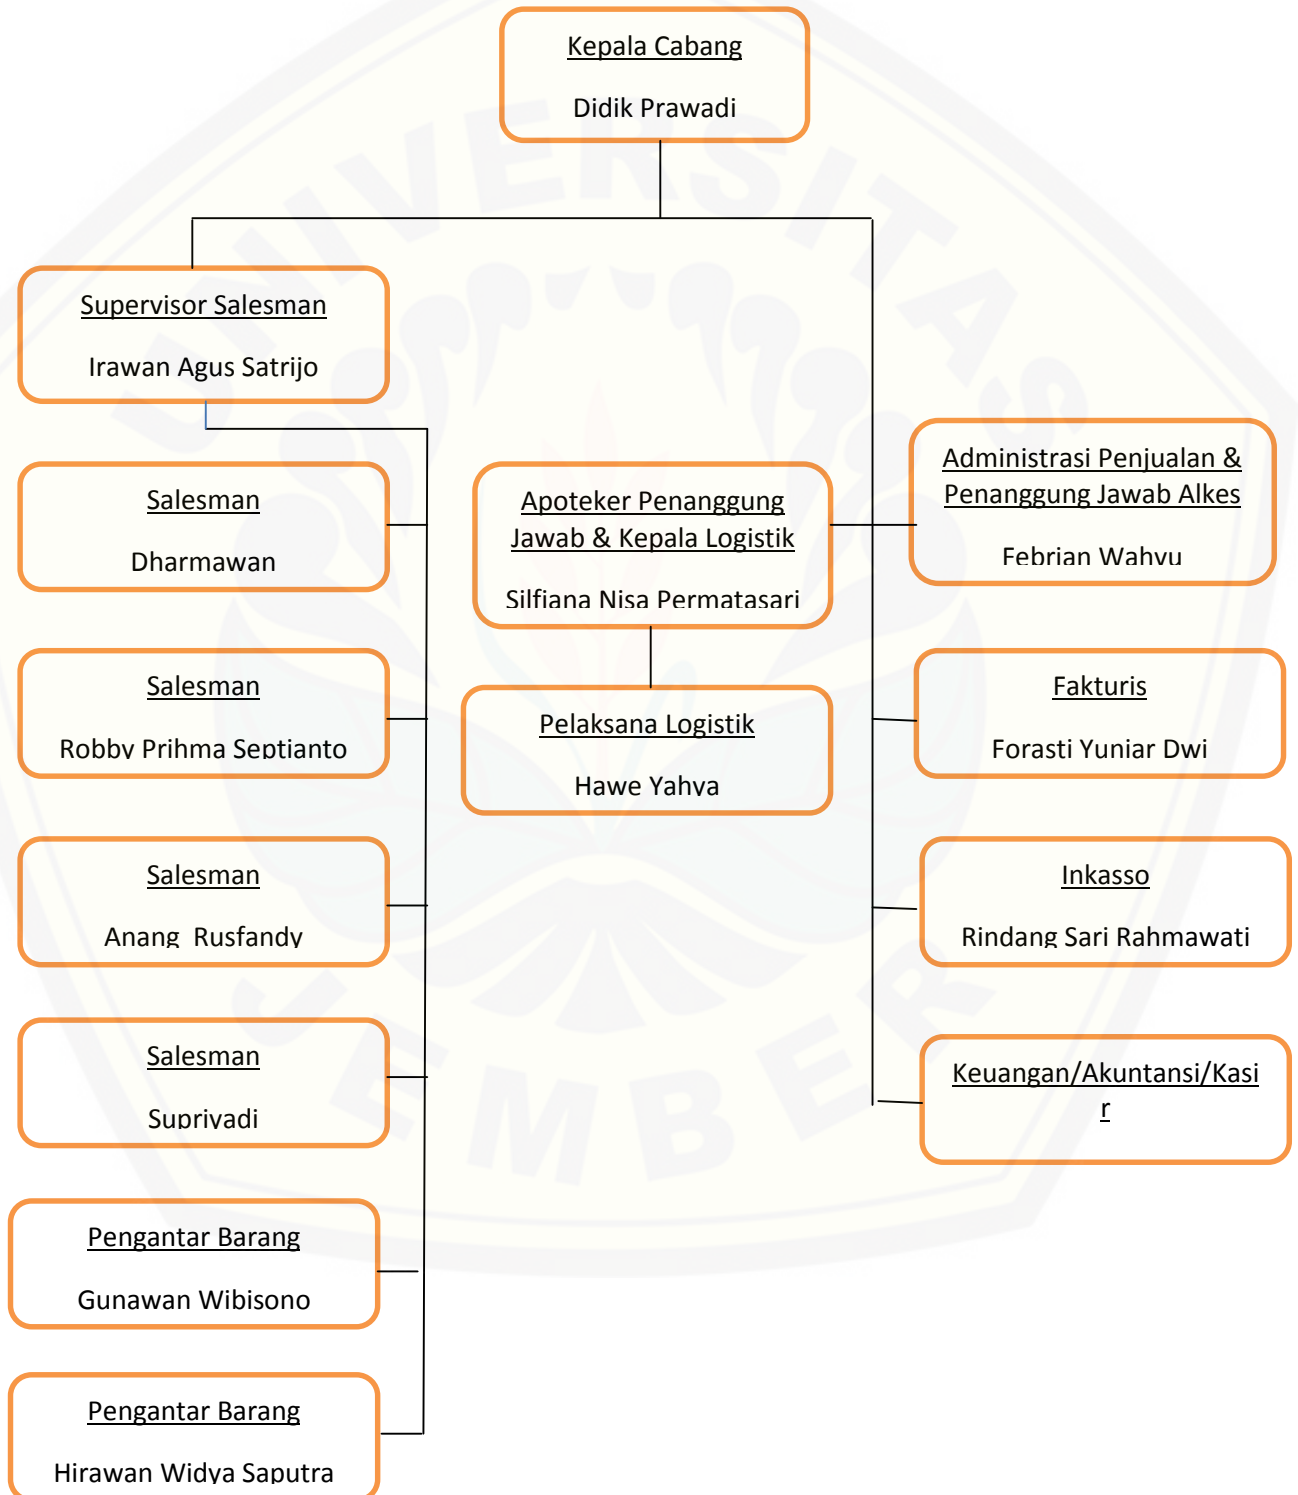 Kepala Cabang
Didik Prawadi
Supervisor Salesman
Irawan Agus Satrijo
Salesman
Dharmawan
Salesman
Robby Prihma Septianto
Salesman
Anang Rusfandy
Salesman
Supriyadi
Pengantar Barang
Gunawan Wibisono
Pengantar Barang
Hirawan Widya Saputra
Apoteker Penanggung
Jawab & Kepala Logistik
Silfiana Nisa Permatasari
Pelaksana Logistik
Hawe Yahya
Administrasi Penjualan &
Penanggung Jawab Alkes
Febrian Wahyu
Fakturis
Forasti Yuniar Dwi
Inkasso
Rindang Sari Rahmawati
Keuangan/Akuntansi/Kasi
r
UNIVERSITAS
JEMBER